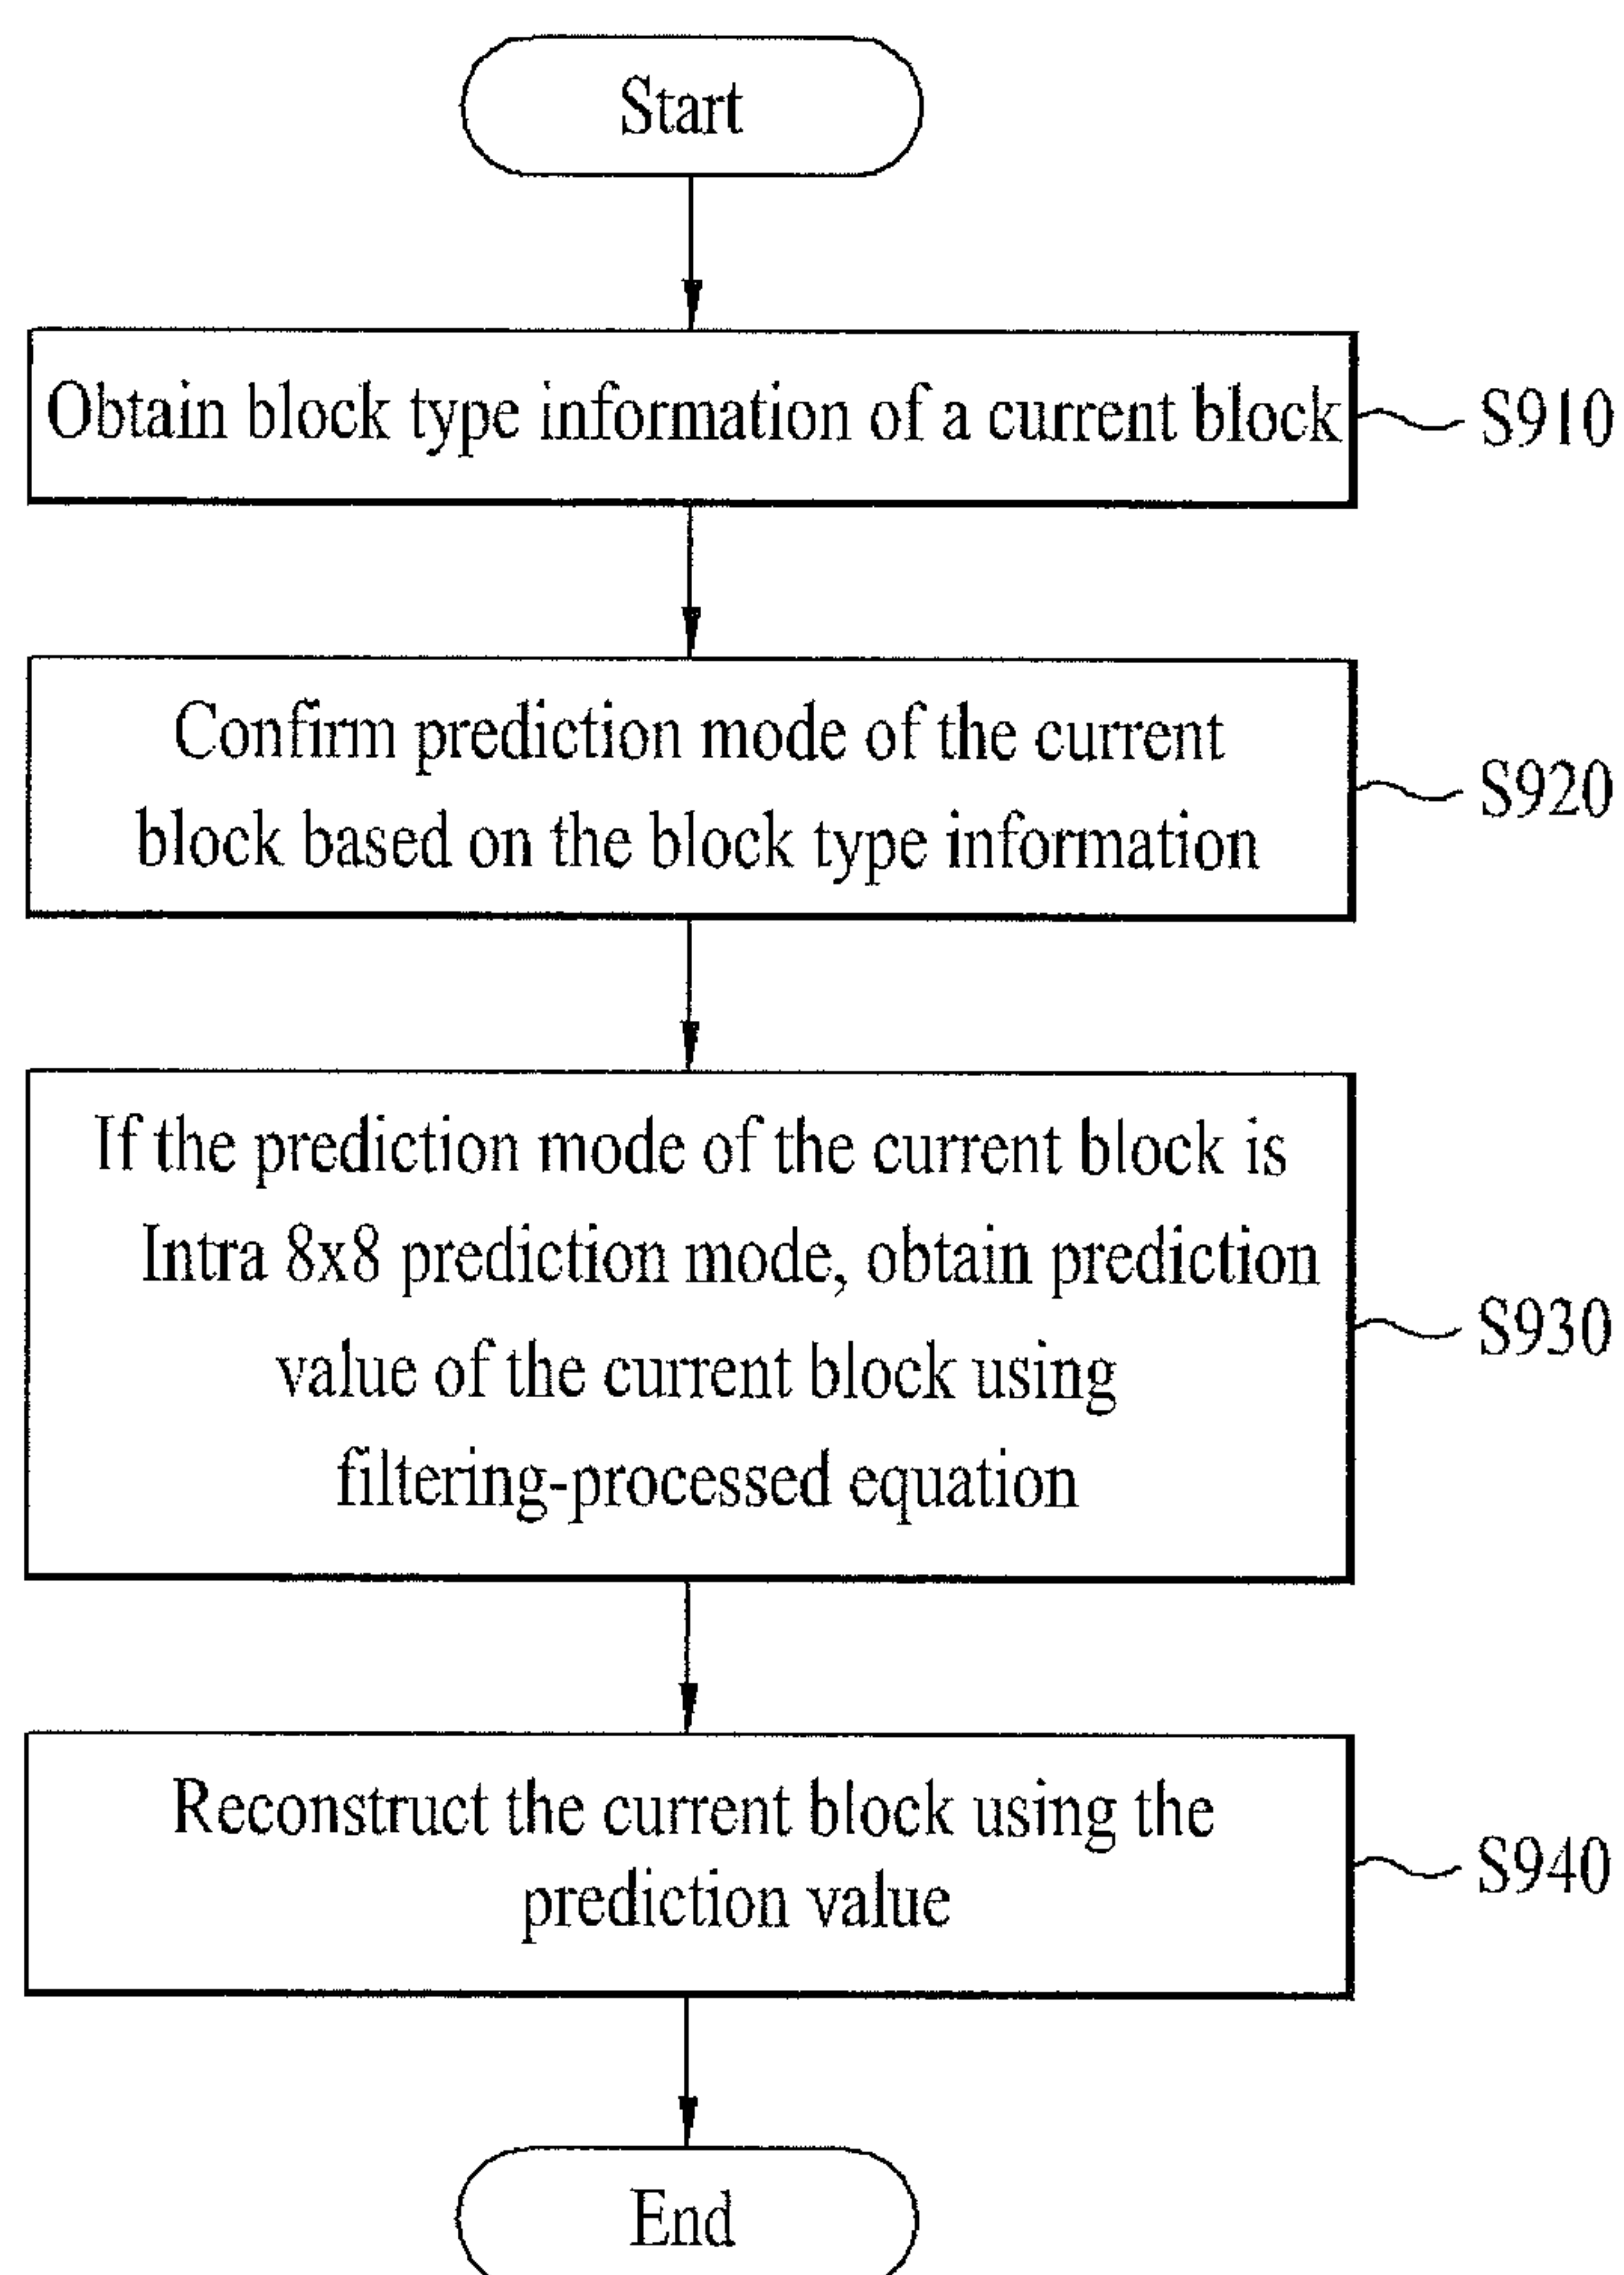 Start
Obtain block type information of a current block
S910
Confirm prediction mode of the current
block based on the block type information
S920
If the prediction mode of the current block is
Intra 8x8 prediction mode, obtain prediction
value of the current block using
filtering-processed equation
S930
Reconstruct the current block using the
prediction value
S940
End